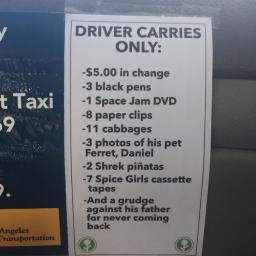 y
t Taxi
9
9.
Angeles
Transportation
DRIVER CARRIES
ONLY:
-$5.00 in change
-3 black pens
-1 Space Jam DVD
-8 paper clips
-11 cabbages
-3 photos of his pet
Ferret, Daniel
-2 Shrek piñatas
-7 Spice Girls cassette
tapes
-And a grudge
against his father
for never coming
back